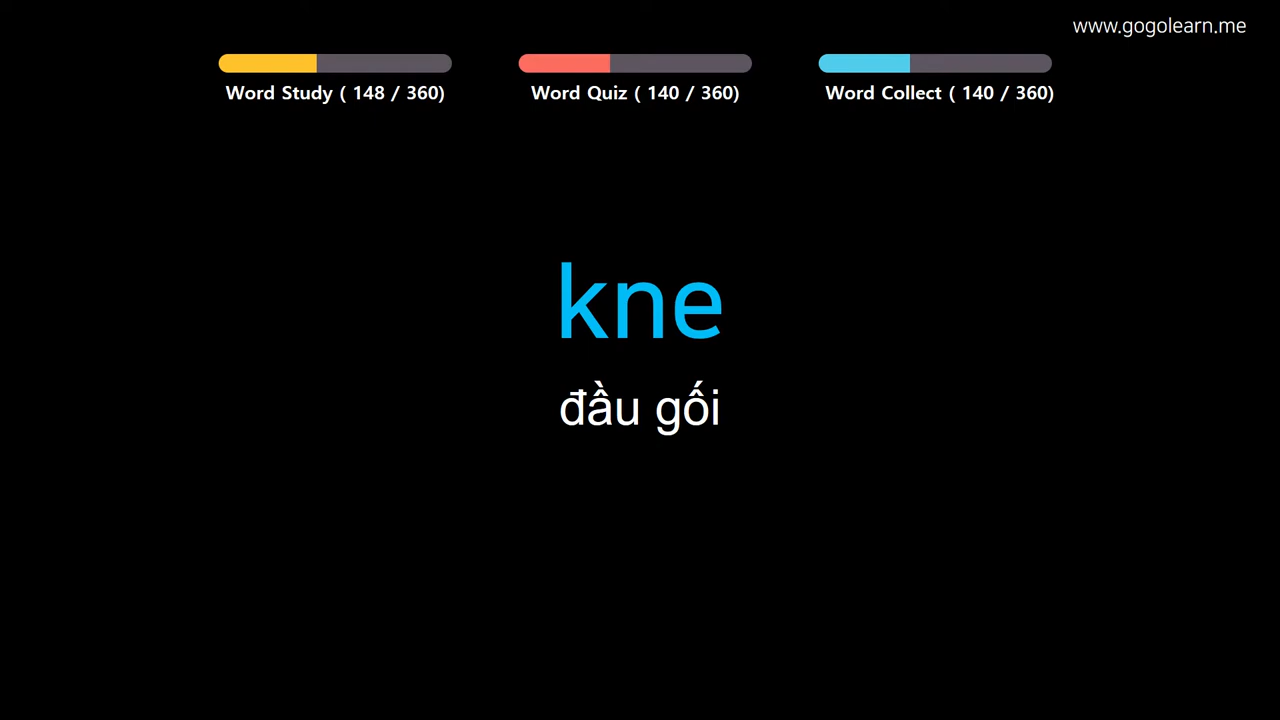 www.gogolearn.me
Word Study ( 148 / 360)
Word Quiz ( 140 / 360)
Word Collect ( 140 / 360)
kne
đầu gối